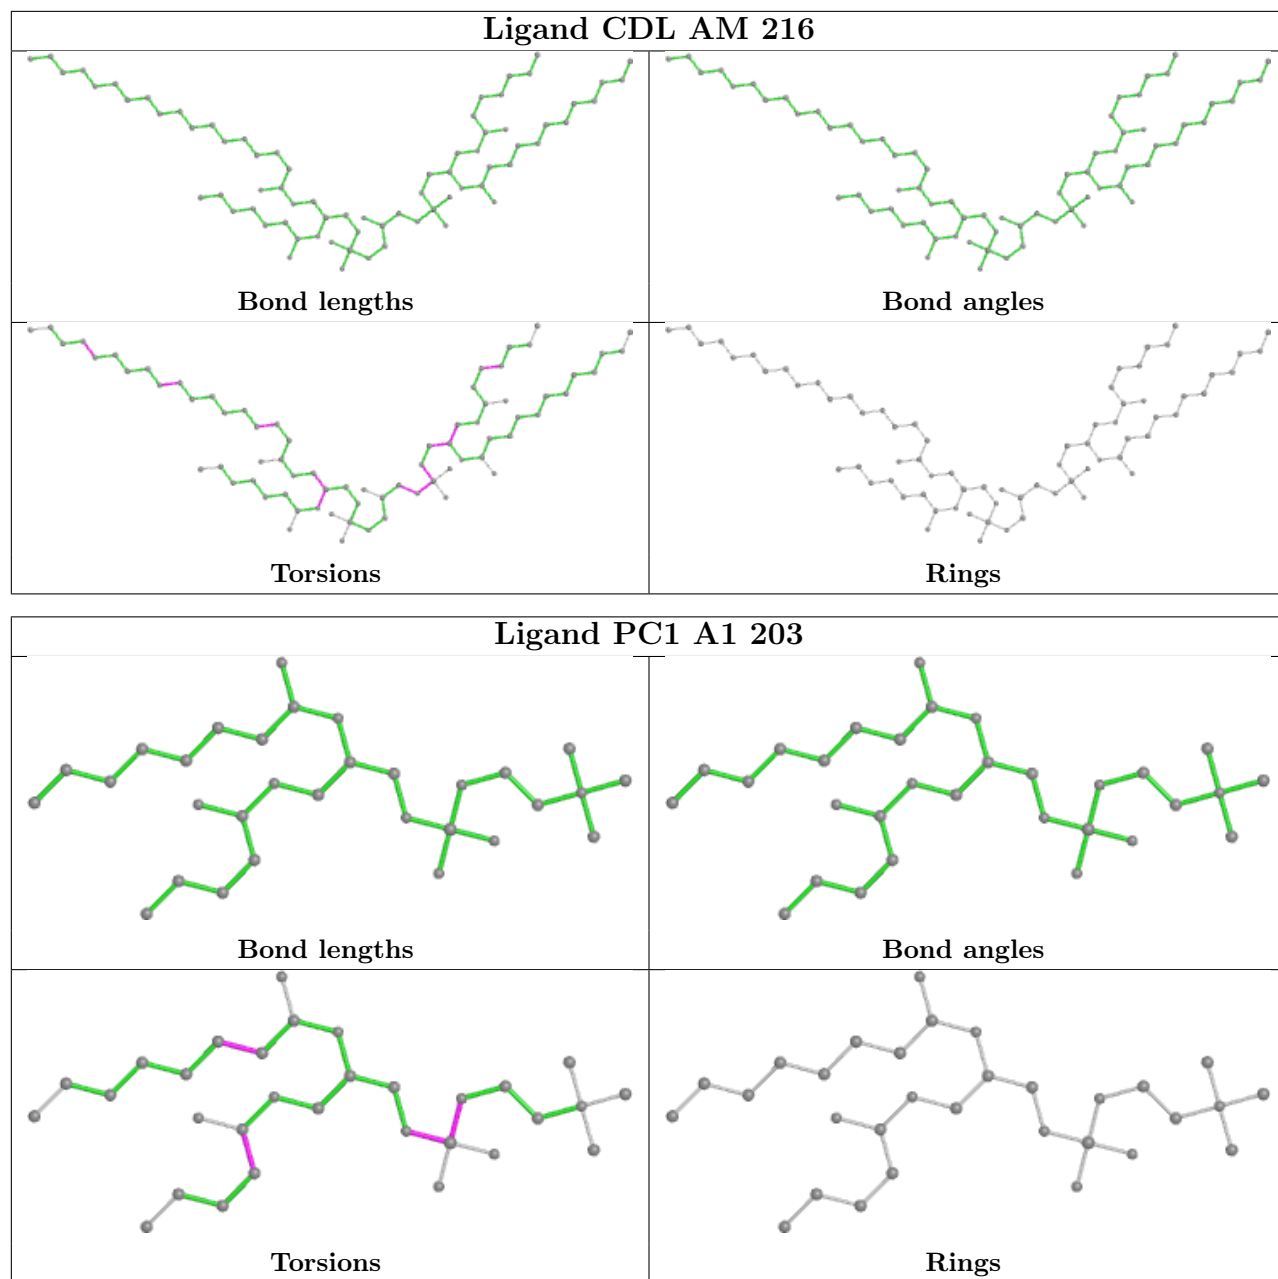 Ligand CDL AM 216
Bond lengths
Bond angles
Torsions
Rings
Ligand PC1 A1 203
Bond lengths
Bond angles
Torsions
Rings